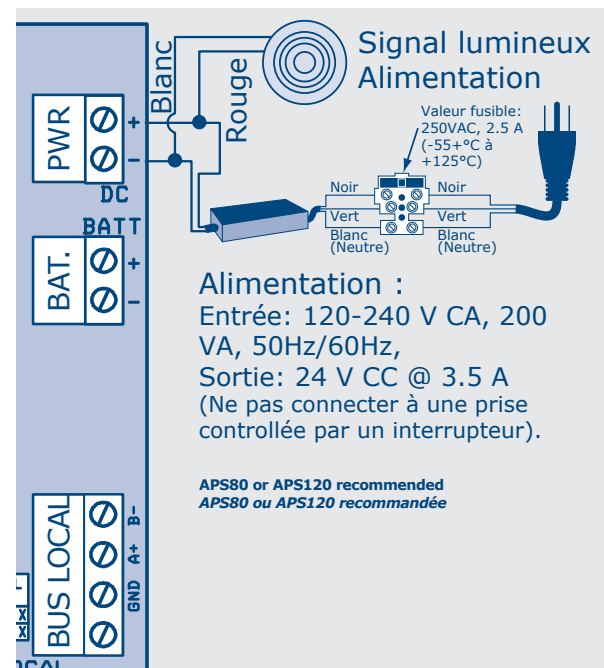 Signal lumineux
Alimentation
Blanc
Rouge
Valeur fusible:
250VAC, 2.5 A
(-55+°C à
+125°C)
PWR
+
-
DC
Noir
Noir
Vert
Vert
Blanc
(Neutre)
Blanc
(Neutre)
BATT
BAT.
+
-
Alimentation :
Entrée: 120-240 V CA, 200
VA, 50Hz/60Hz,
Sortie: 24 V CC @ 3.5 A
(Ne pas connecter à une prise
controllée par un interrupteur).
APS80 or APS120 recommended
APS80 ou APS120 recommandée
BUS LOCAL
B-
A+
GND